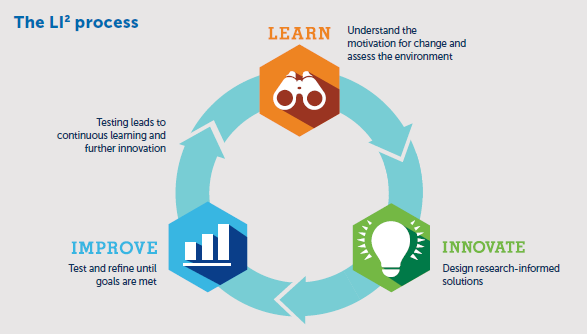 The LI² process
LEARN
Understand the
motivation for change and
assess the environment
Testing leads to
continuous learning and
further innovation
IMPROVE
Test and refine until
goals are met
INNOVATE
Design research-informed
solutions